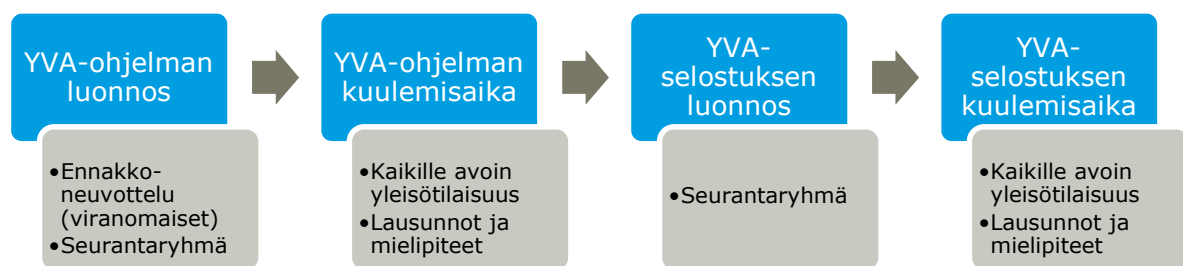 YVA-ohjelman
luonnos
•Ennakko-
neuvottelu
(viranomaiset)
•Seurantaryhmä
YVA-ohjelman
kuulemisaika
•Kaikille avoin
yleisötilaisuus
•Lausunnot ja
mielipiteet
YVA-
selostuksen
luonnos
•Seurantaryhmä
YVA-
selostuksen
kuulemisaika
•Kaikille avoin
yleisötilaisuus
•Lausunnot ja
mielipiteet